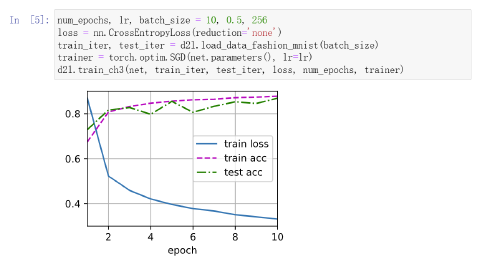 In [5]: num_epochs, lr, batch_size = 10, 0.5, 256
loss = nn.CrossEntropyLoss(reduction='none')
train_iter, test_iter = d2l.load_data_fashion_mnist(batch_size)
trainer = torch.optim.SGD(net.parameters(), lr=lr)
d2l.train_ch3(net, train_iter, test_iter, loss, num_epochs, trainer)
0.8
0.6
0.4
train loss
train acc
test acc
2 4 6 8 10
epoch